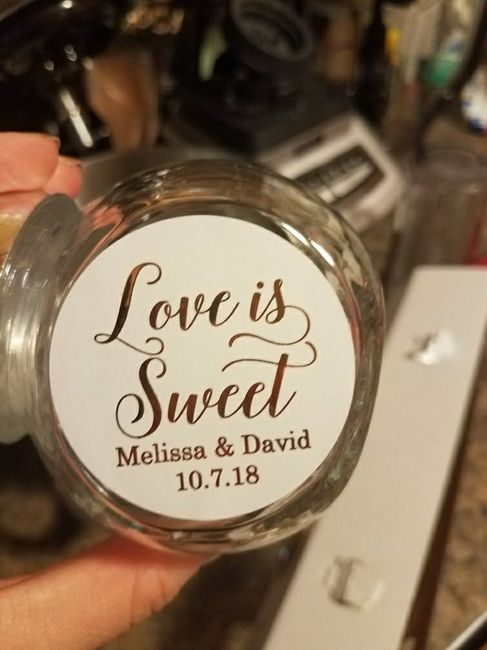 Love is
Sweet
Melissa & David
10.7.18